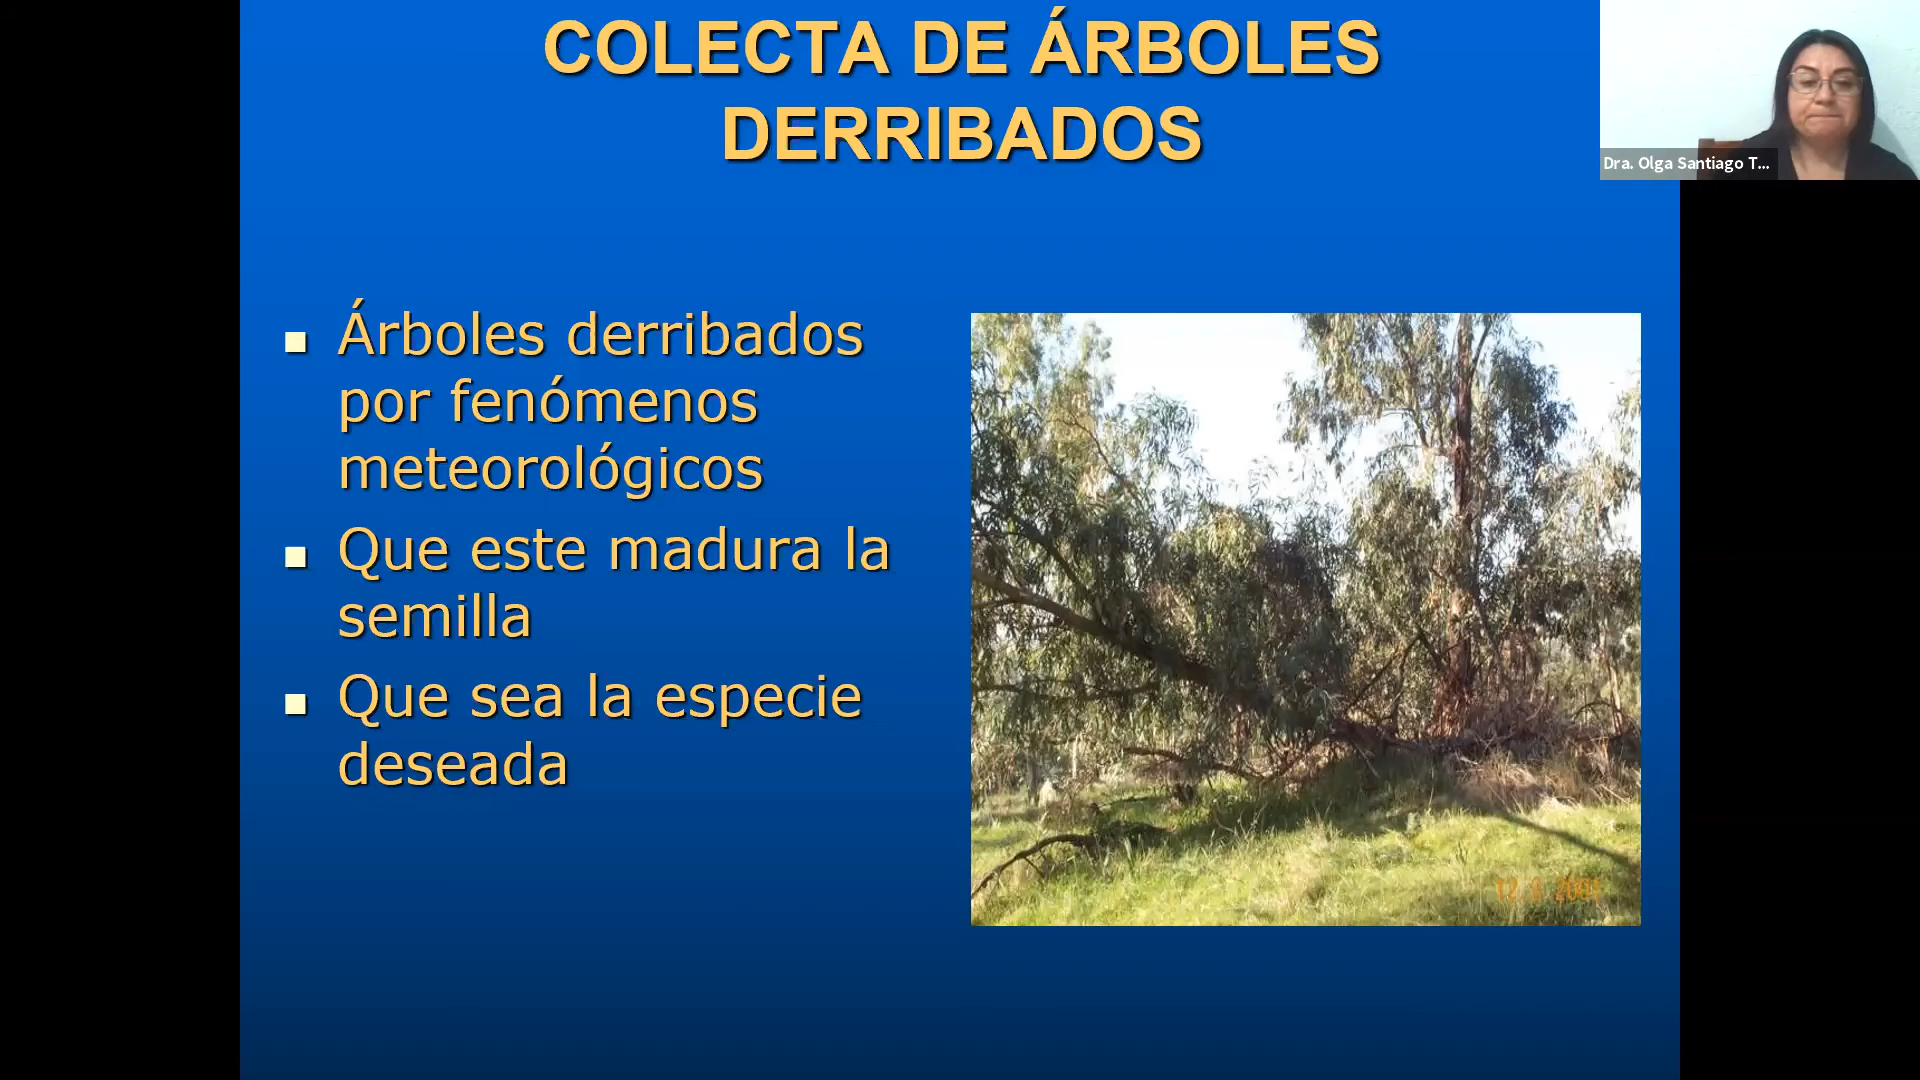 COLECTA DE ÁRBOLES
DERRIBADOS
Dra. Olga Santiago T...
Árboles derribados
por fenómenos
meteorológicos
Que este madura la
semilla
Que sea la especie
deseada